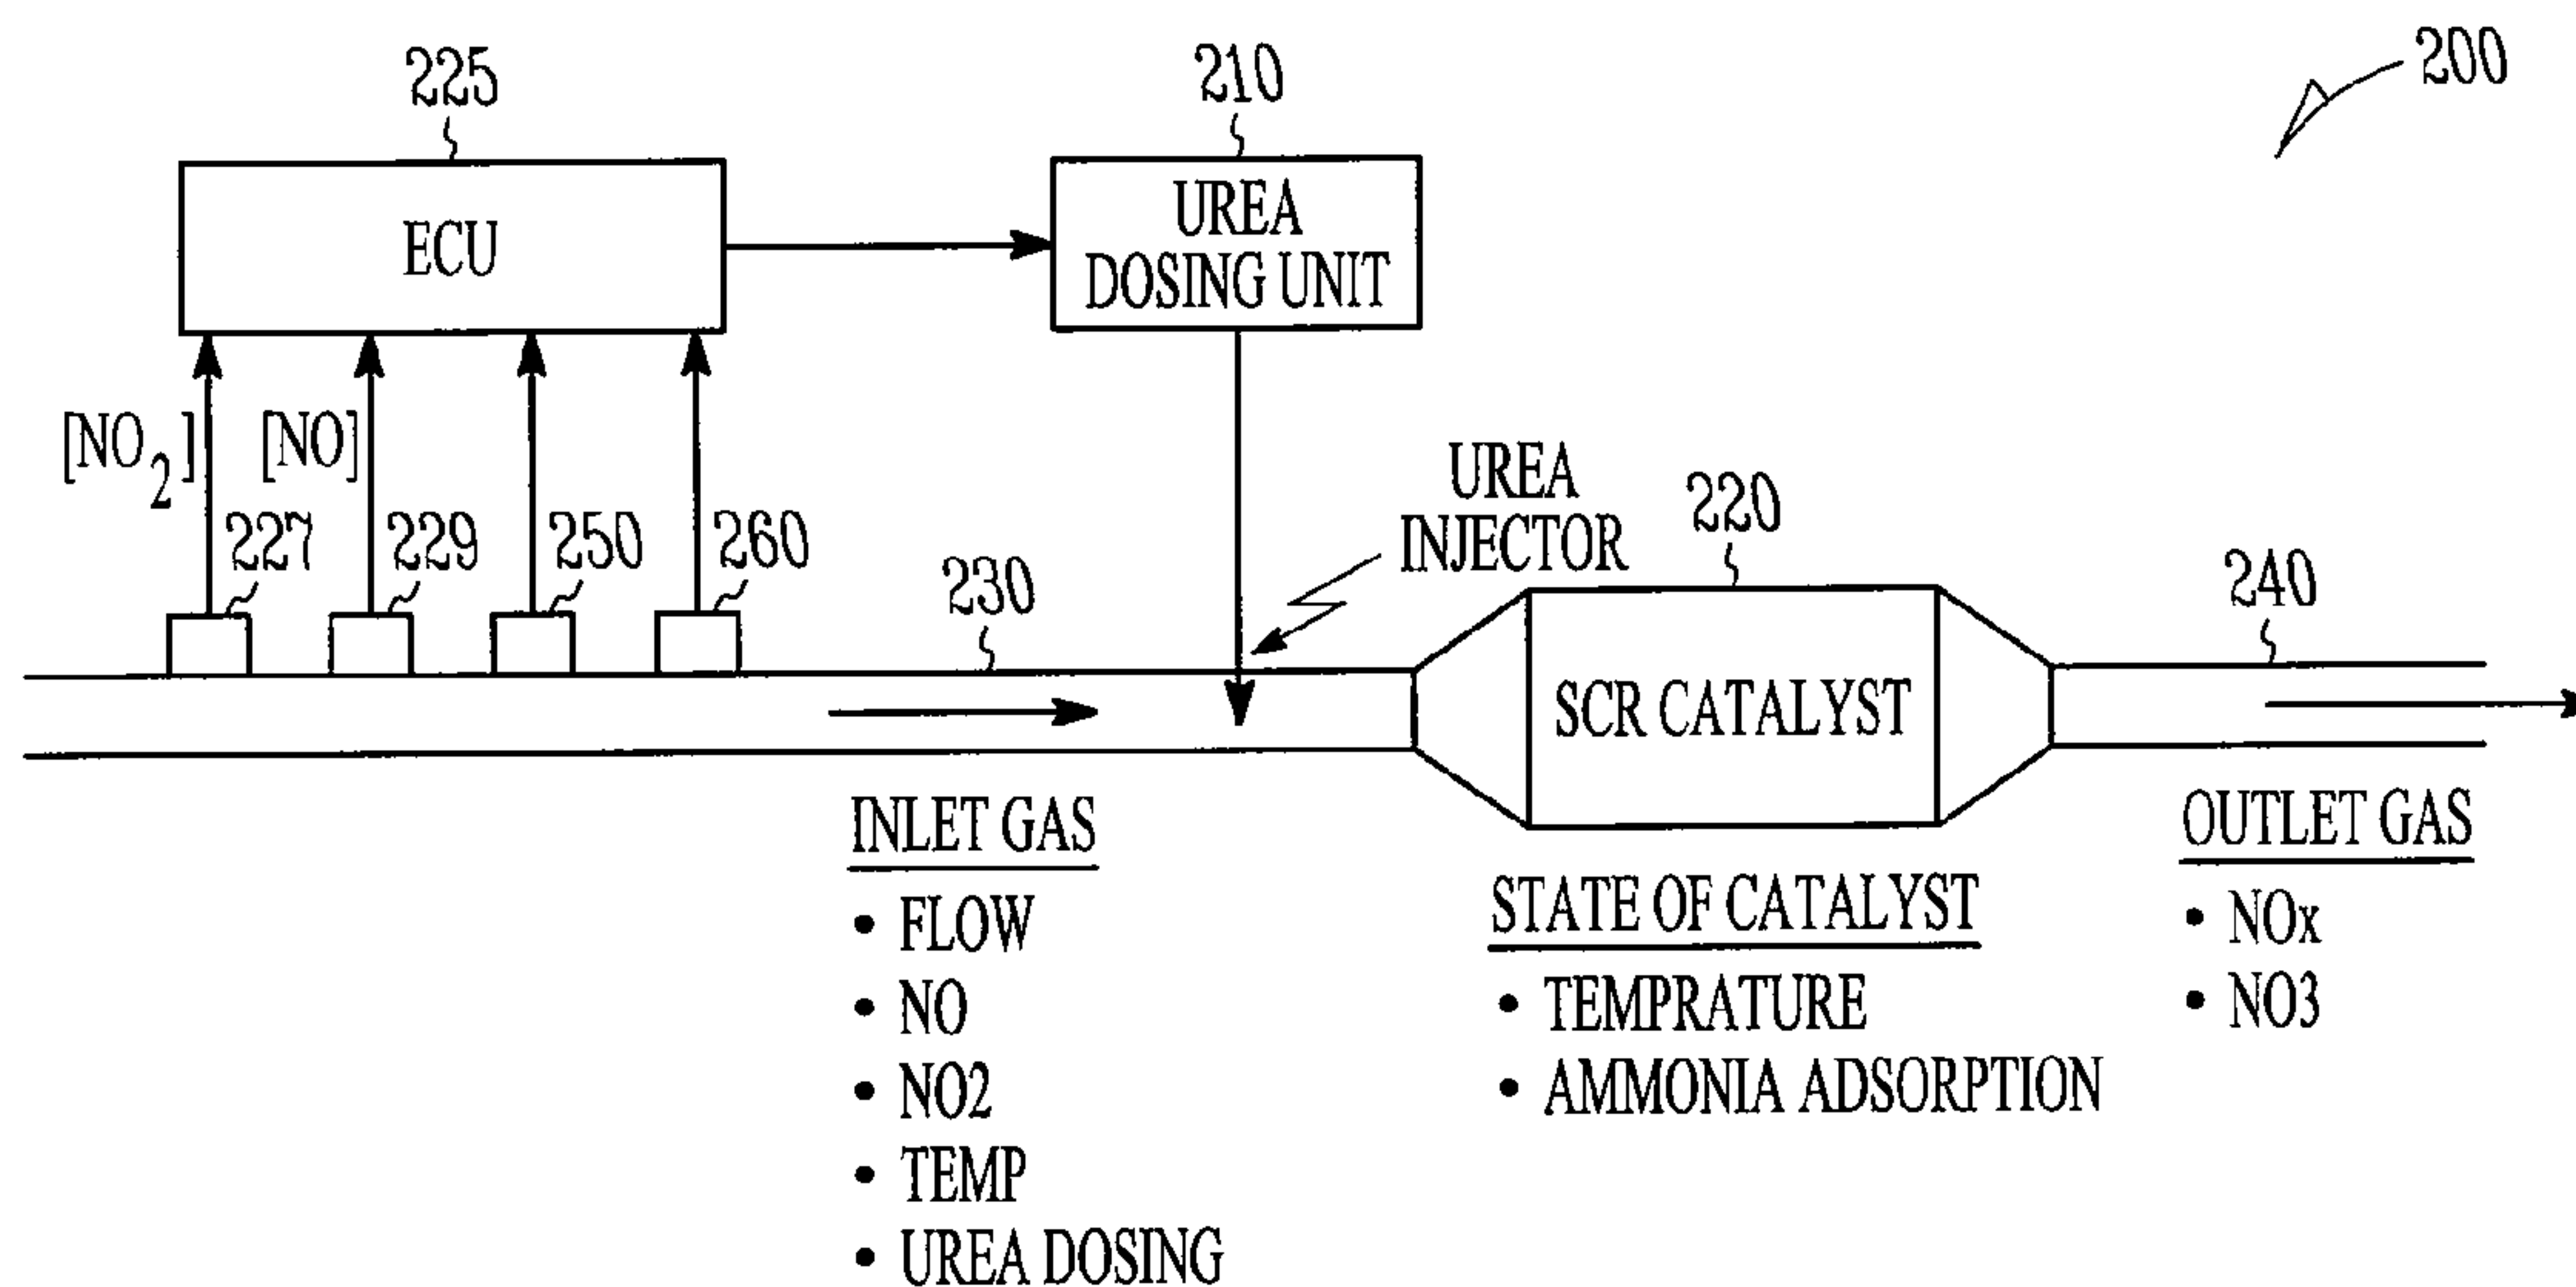 200
225
210
ECU
UREA
DOSING UNIT
[NO2]
[NO]
227
229
250
260
230
UREA
INJECTOR
220
240
SCR CATALYST
INLET GAS
• FLOW
• NO
• NO2
• TEMP
• UREA DOSING
STATE OF CATALYST
• TEMPRATURE
• AMMONIA ADSORPTION
OUTLET GAS
• NOx
• NO3